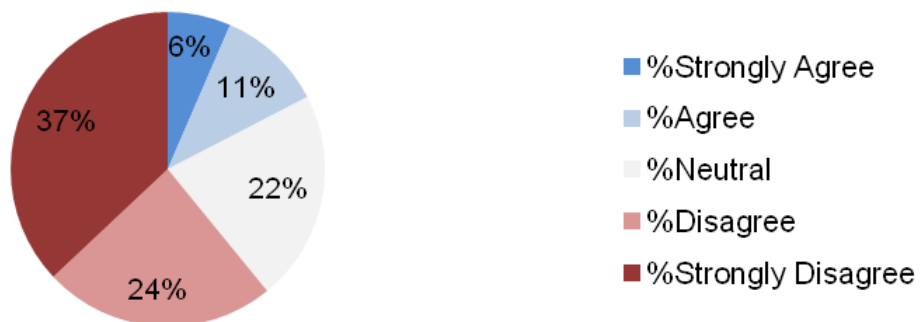 6%
11%
22%
24%
37%
%Strongly Agree
%Agree
%Neutral
%Disagree
%Strongly Disagree